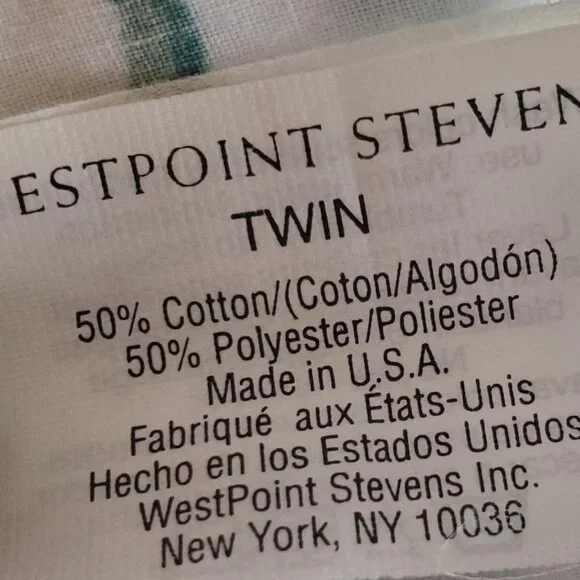 ESTPOINT STEVEN
TWIN
50% Cotton/(Coton/Algodón)
50% Polyester/Poliester
Made in U.S.A.
Fabriqué aux États-Unis
Hecho en los Estados Unidos
WestPoint Stevens Inc.
New York, NY 10036